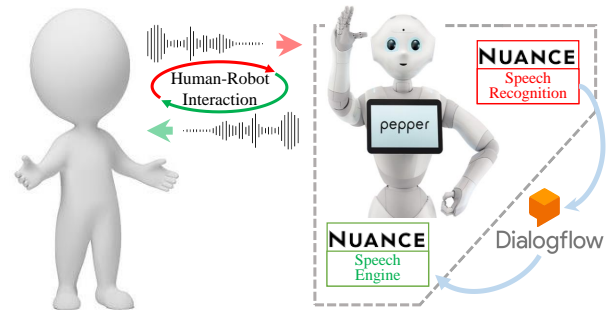 Human-Robot
Interaction
pepper
NUANCE
Speech
Recognition
Dialogflow
NUANCE
Speech
Engine